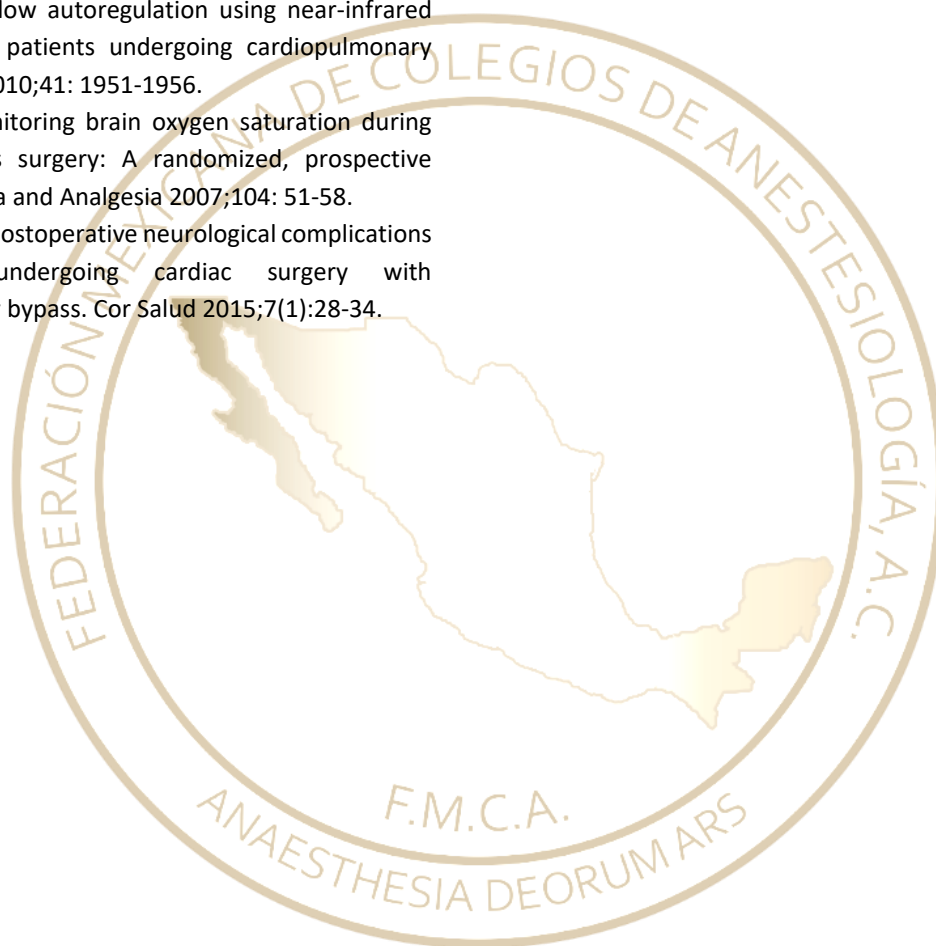 low autoregulation using near-infrared
patients undergoing cardiopulmonary
010;41: 1951-1956.
nitoring brain oxygen saturation during
s surgery: A randomized, prospective
a and Analgesia 2007;104: 51-58.
ostoperative neurological complications
undergoing cardiac surgery with
bypass. Cor Salud 2015;7(1):28-34.
FEDERACIÓN MEXICANA DE COLEGIOS DE ANESTESIOLOGÍA, A.C.
F.M.C.A.
ANAESTHESIA DEORUM ARS